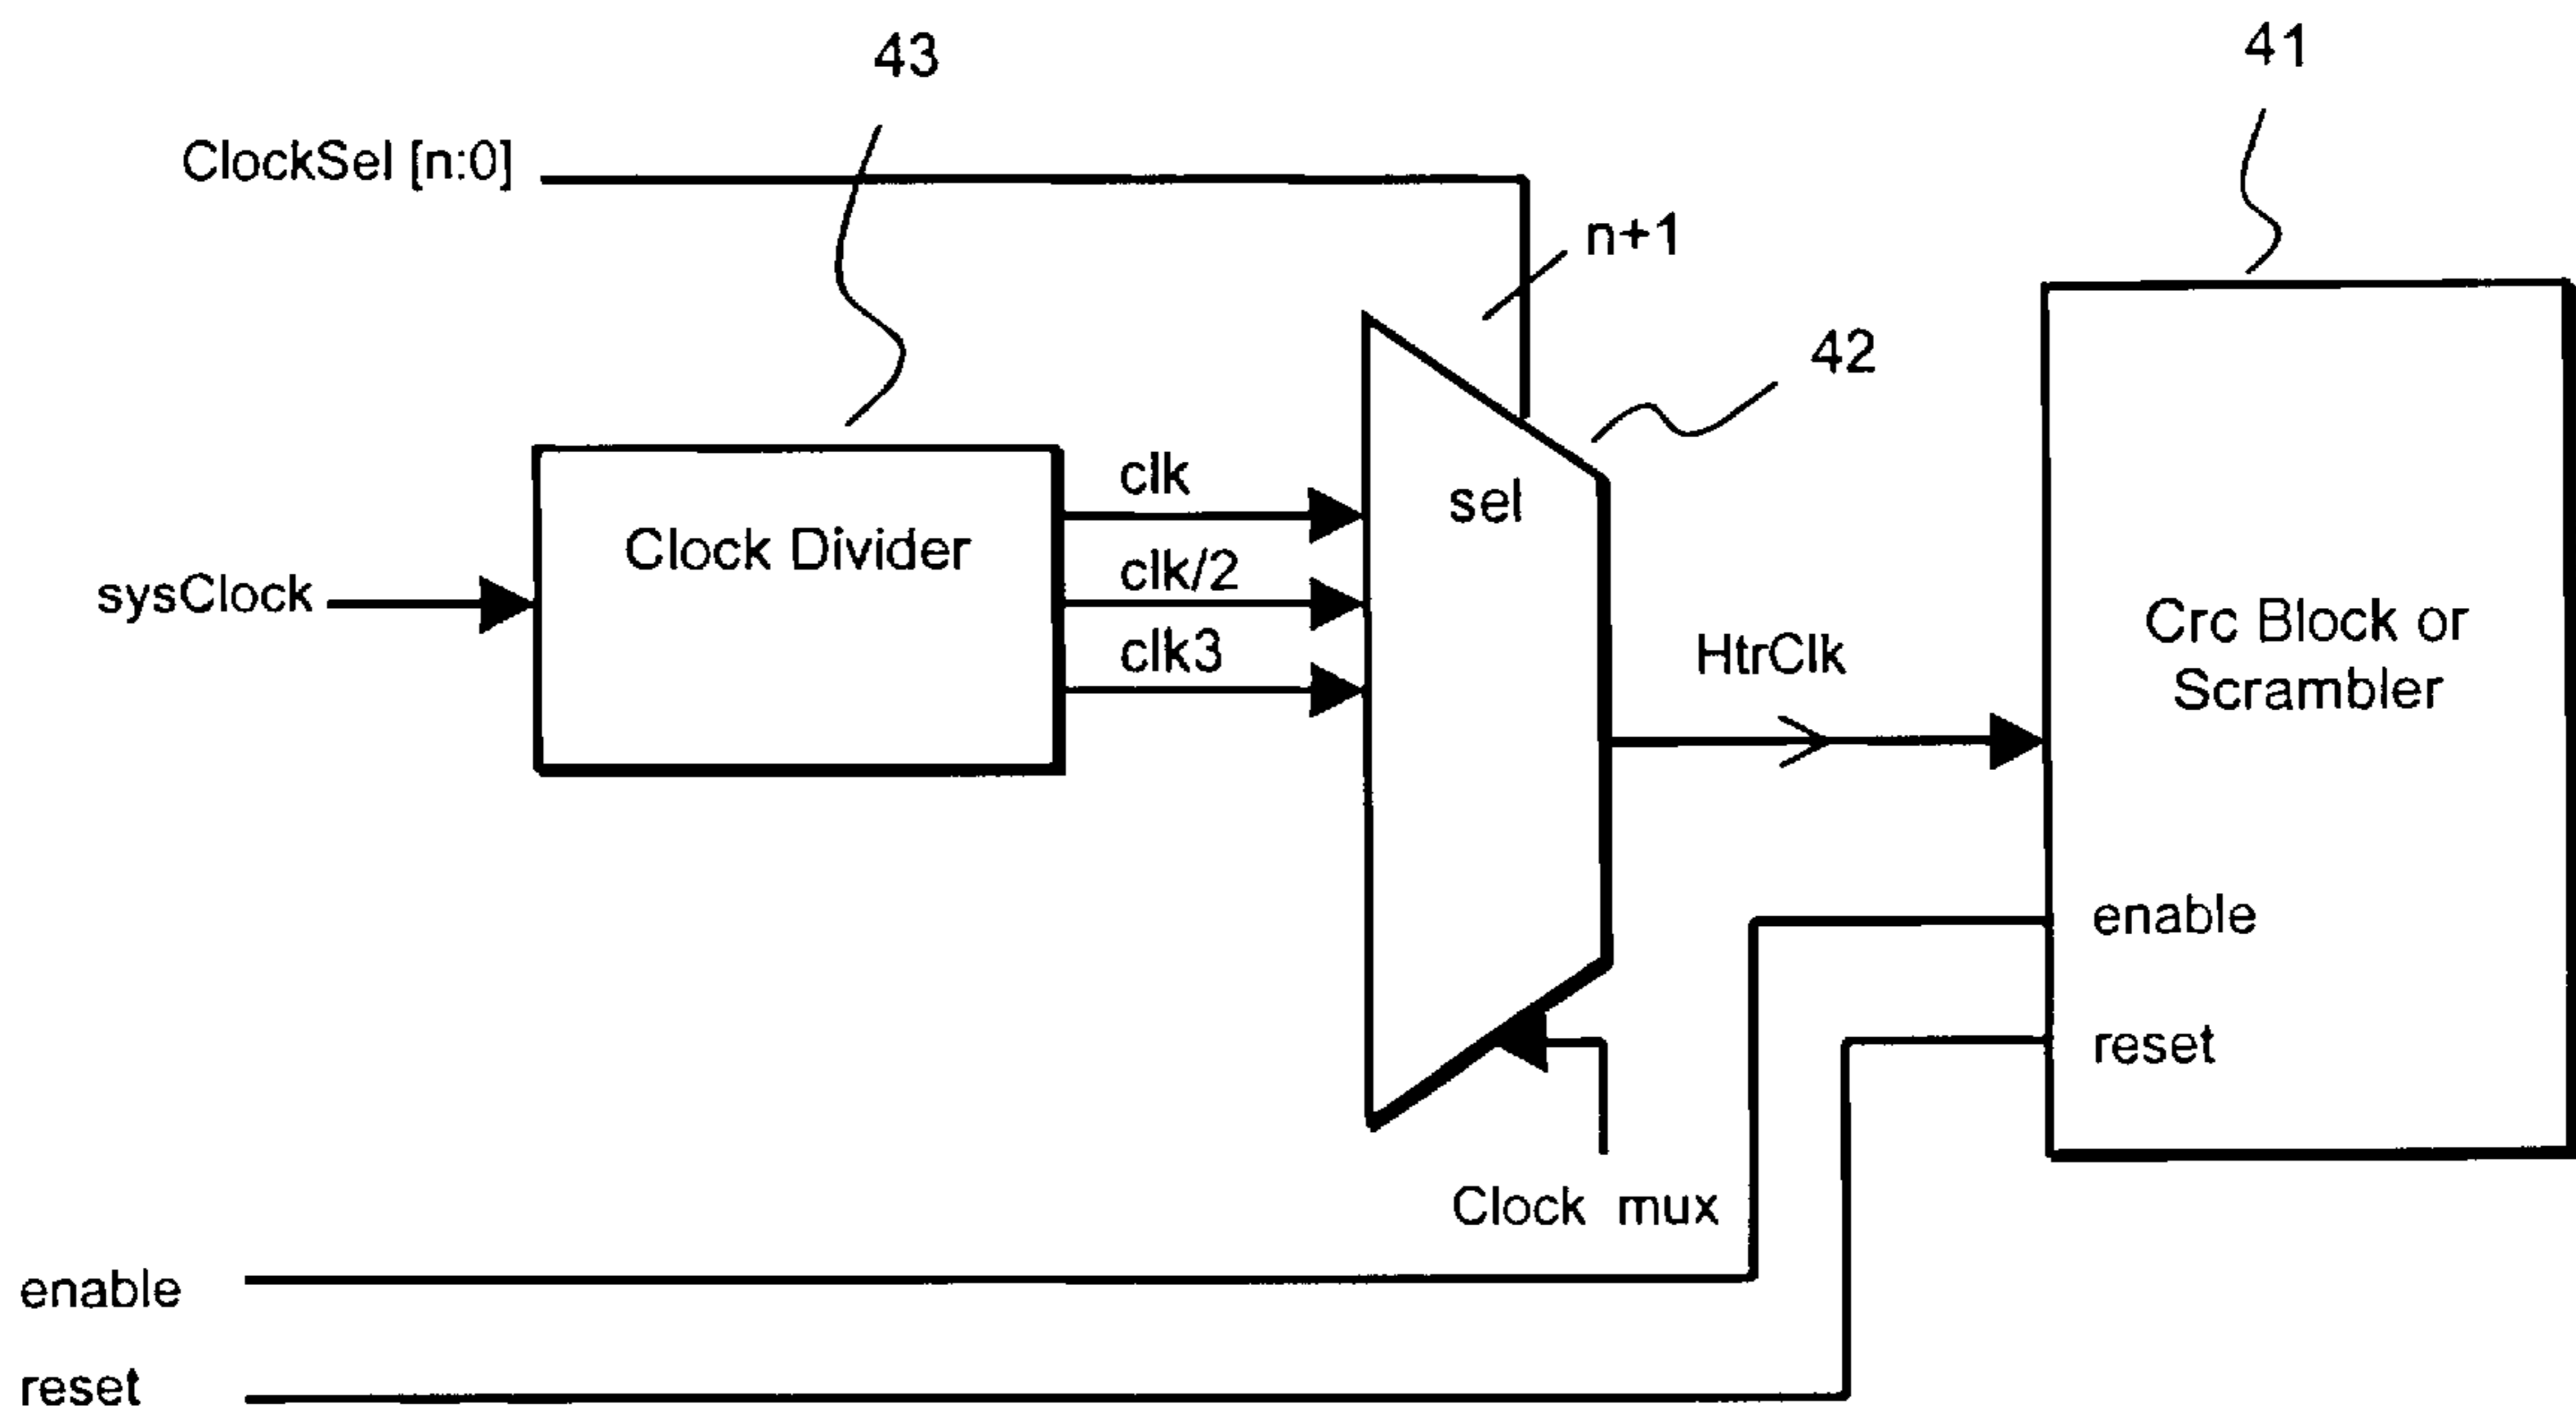 43
41
ClockSel [n:0]
n+1
42
clk
sel
Clock Divider
clk/2
sysClock
clk3
HtrClk
Crc Block or
Scrambler
enable
reset
Clock mux
enable
reset